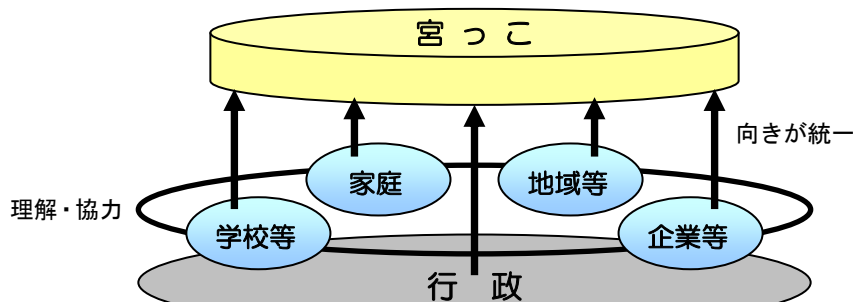 宮っこ
向きが統一
家庭
地域等
理解・協力
学校等
企業等
行 政